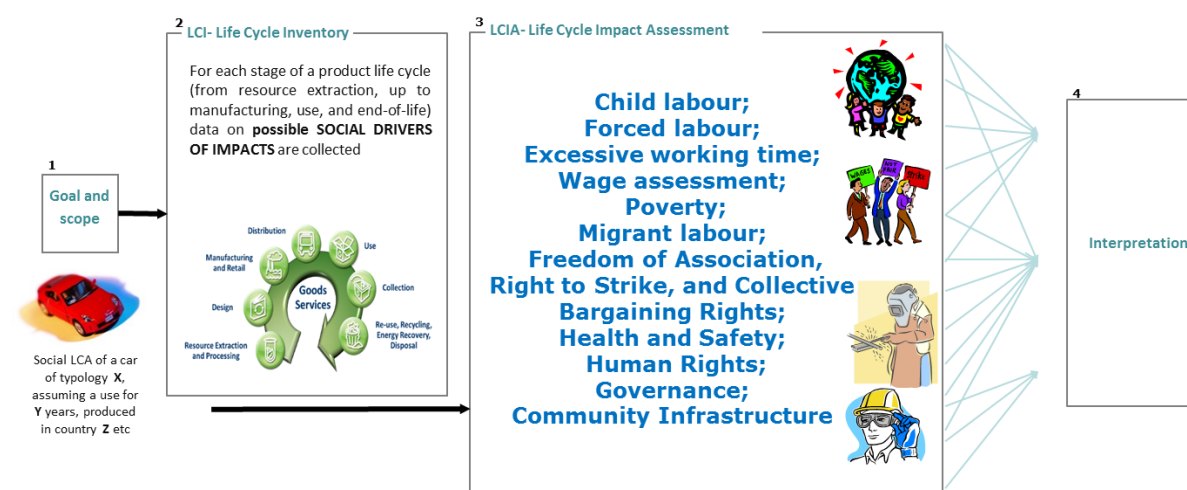 1
Goal and
scope
Social LCA of a car
of typology X,
assuming a use for
Y years, produced
in country Z etc
2
LCI- Life Cycle Inventory
For each stage of a product life cycle
(from resource extraction, up to
manufacturing, use, and end-of-life)
data on possible SOCIAL DRIVERS
OF IMPACTS are collected
Distribution
Use
Manufacturing
and Retail
Goods
Services
Collection
Design
Re-use, Recycling,
Energy Recovery,
Disposal
Resource Extraction
and Processing
3
LCIA- Life Cycle Impact Assessment
Child labour;
Forced labour;
Excessive working time;
Wage assessment;
Poverty;
Migrant labour;
Freedom of Association,
Right to Strike, and Collective
Bargaining Rights;
Health and Safety;
Human Rights;
Governance;
Community Infrastructure
WAGES
NOT
FAIR
STRIKE
4
Interpretation